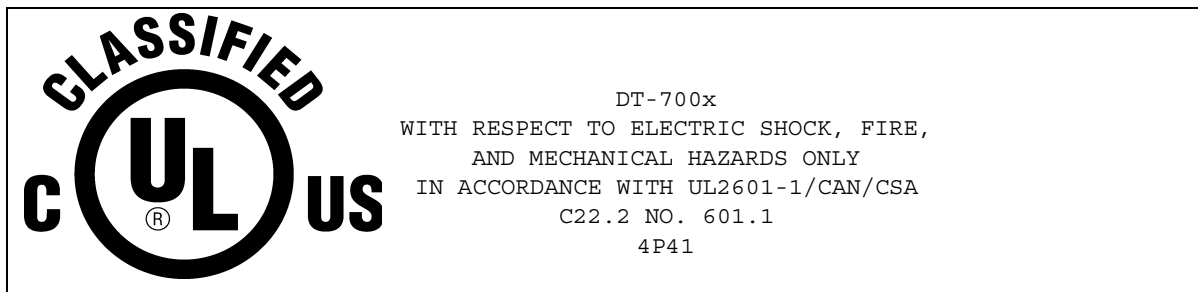 CLASSIFIED
C UL US
®
DT-700x
WITH RESPECT TO ELECTRIC SHOCK, FIRE,
AND MECHANICAL HAZARDS ONLY
IN ACCORDANCE WITH UL2601-1/CAN/CSA
C22.2 NO. 601.1
4P41